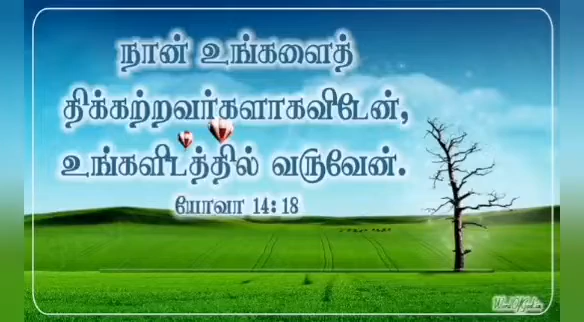 நான் உங்களைத்
திக்கற்றவர்களாகவிடேன்,
உங்களிடத்தில் வருவேன்.
யோவா 14: 18